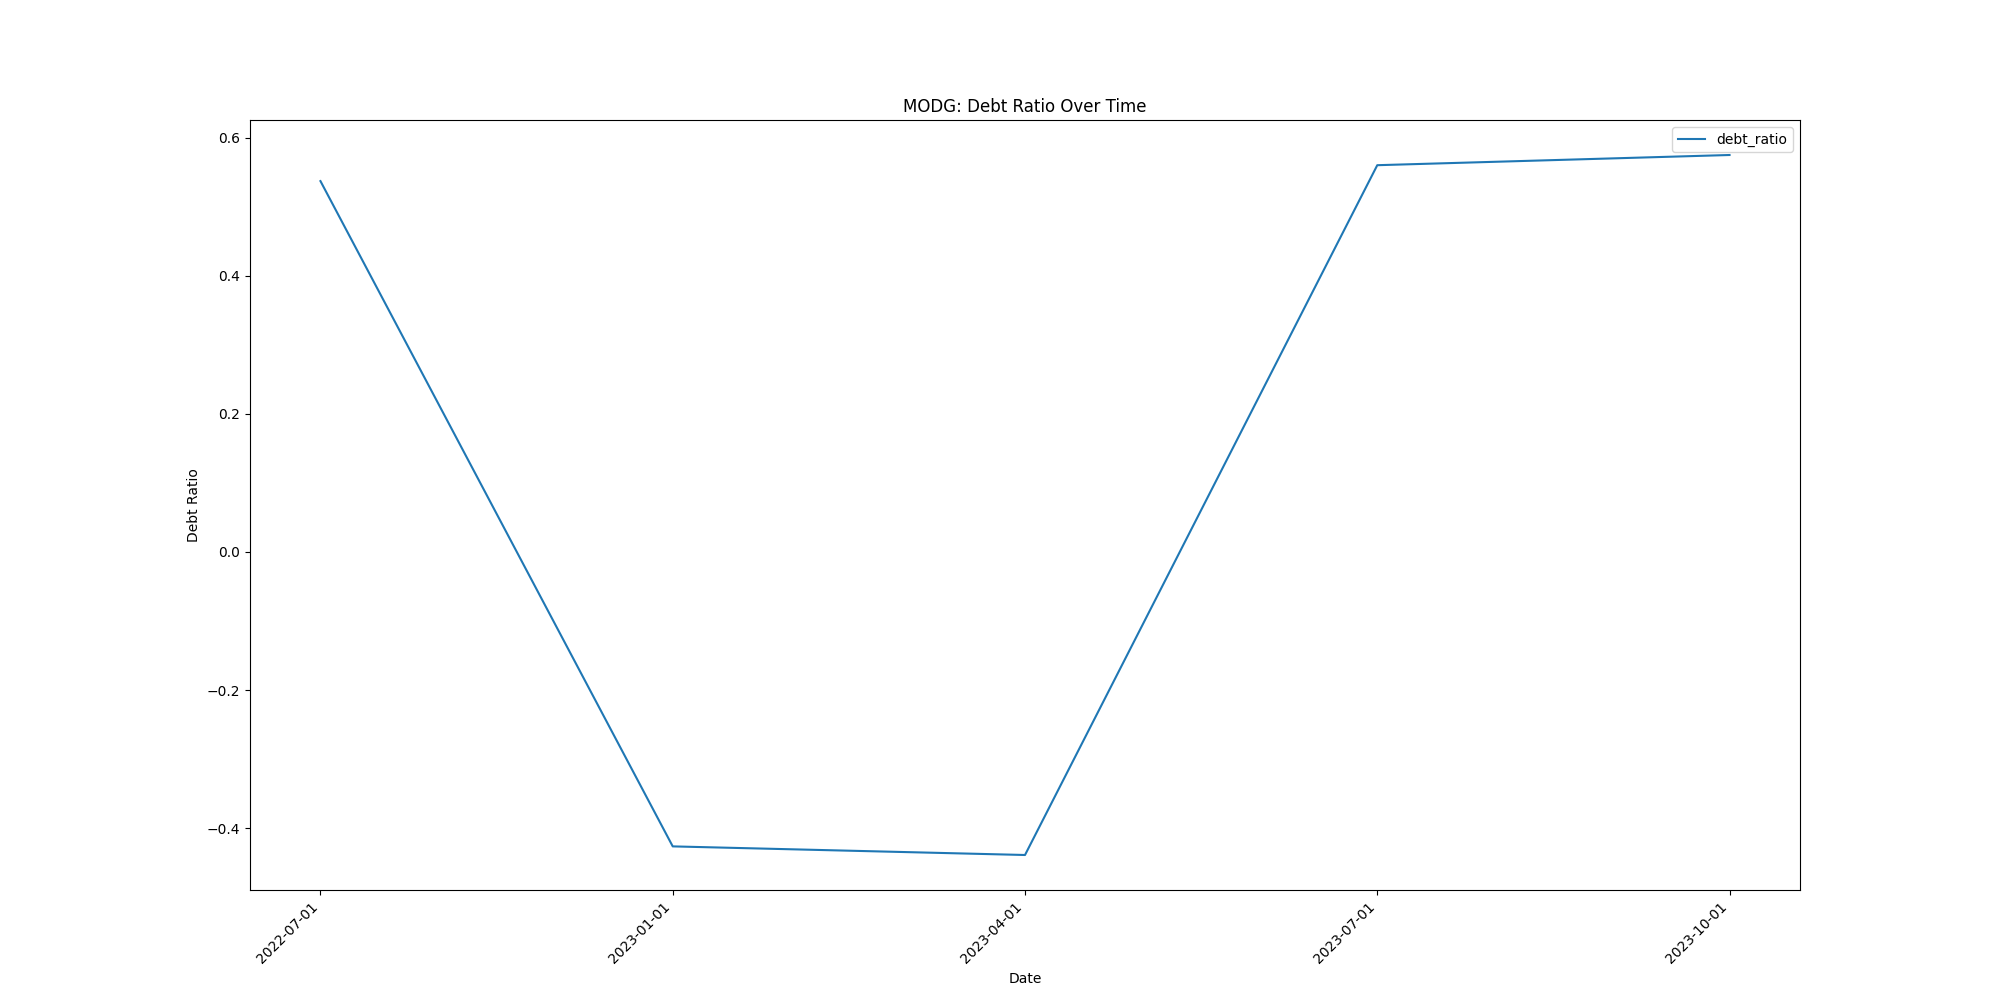 MODG: Debt Ratio Over Time
debt_ratio
0.6
0.4
0.2
0.0
−0.2
−0.4
Debt Ratio
2022-07-01
2023-01-01
2023-04-01
2023-07-01
2023-10-01
Date